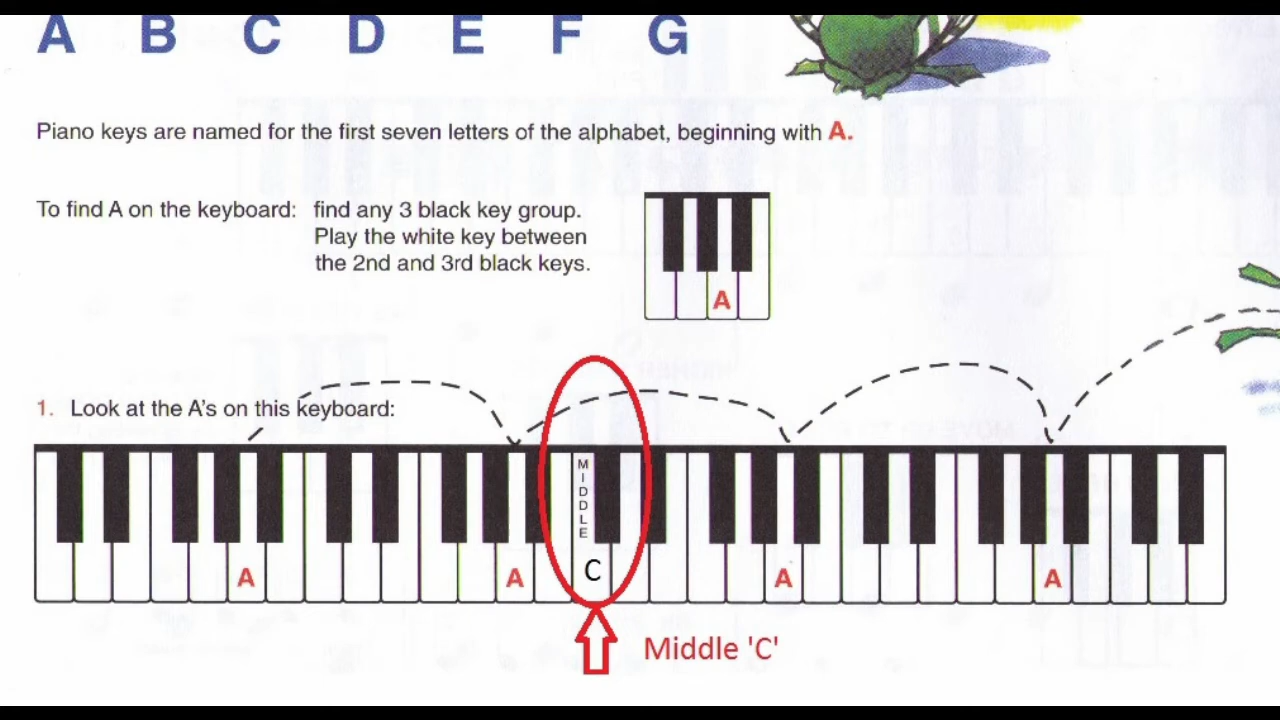 A B C D E F G
Piano keys are named for the first seven letters of the alphabet, beginning with A.
To find A on the keyboard: find any 3 black key group.
Play the white key between
the 2nd and 3rd black keys.
A
1. Look at the A's on this keyboard:
MIDDLE
A A C A A
Middle 'C'